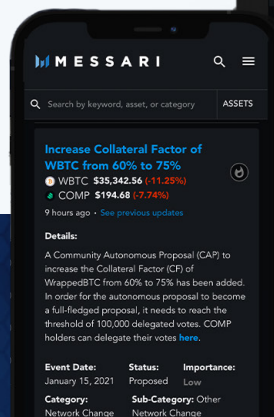 MESSARI
Search by keyword, asset, or category ASSETS
Increase Collateral Factor of
WBTC from 60% to 75%
WBTC $35,342.56 (-11.25%)
COMP $194.68 (-7.74%)
9 hours ago • See previous updates
Details:
A Community Autonomous Proposal (CAP) to
increase the Collateral Factor (CF) of
WrappedBTC from 60% to 75% has been added.
In order for the autonomous proposal to become
a full-fledged proposal, it needs to reach the
threshold of 100,000 delegated votes. COMP
holders can delegate their votes here.
Event Date: Status: Importance:
January 15, 2021 Proposed Low
Category: Sub-Category: Other
Network Change Network Change